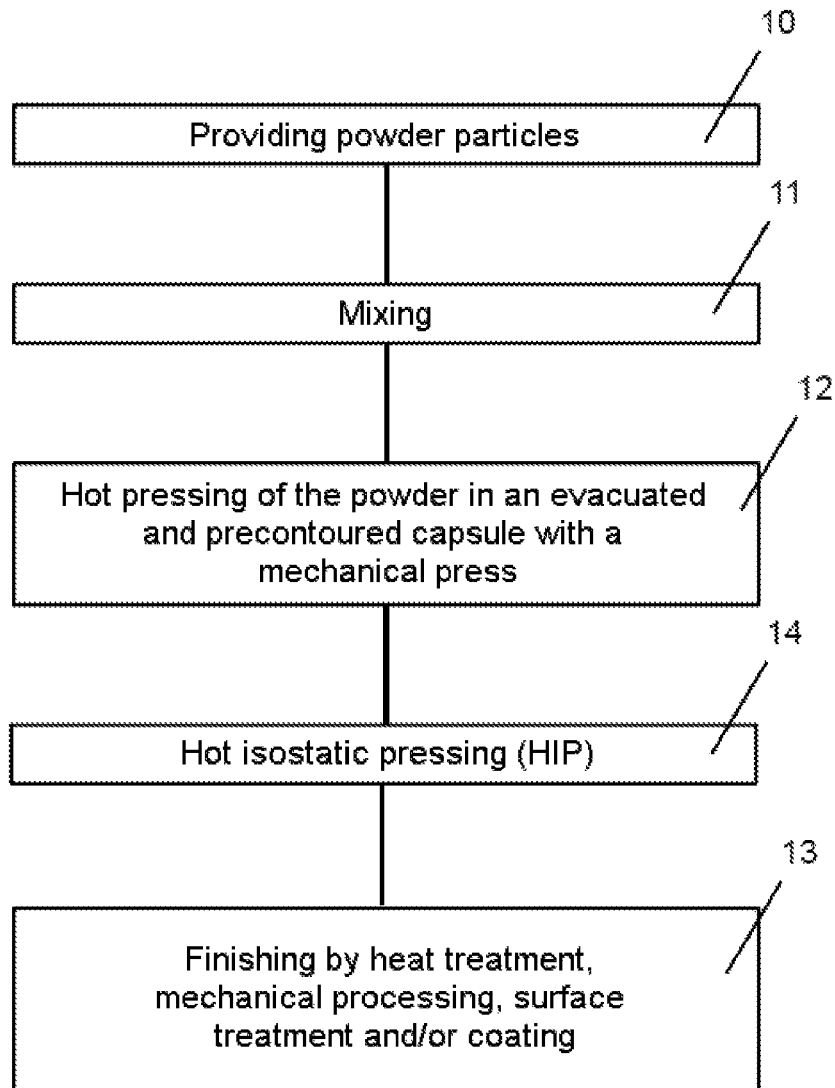 10
Providing powder particles
11
Mixing
12
Hot pressing of the powder in an evacuated
and precontoured capsule with a
mechanical press
14
Hot isostatic pressing (HIP)
13
Finishing by heat treatment,
mechanical processing, surface
treatment and/or coating